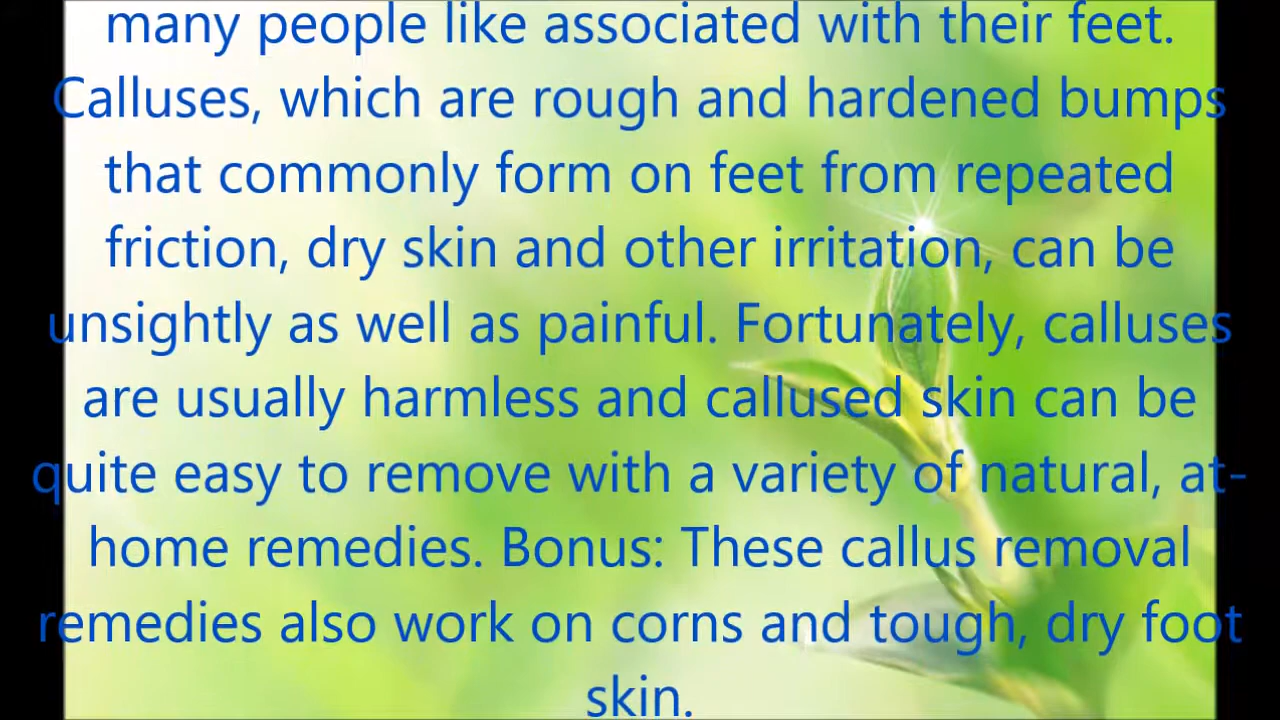 many people like associated with their feet.
Calluses, which are rough and hardened bumps
that commonly form on feet from repeated
friction, dry skin and other irritation, can be
unsightly as well as painful. Fortunately, calluses
are usually harmless and callused skin can be
quite easy to remove with a variety of natural, at-
home remedies. Bonus: These callus removal
remedies also work on corns and tough, dry foot
skin.